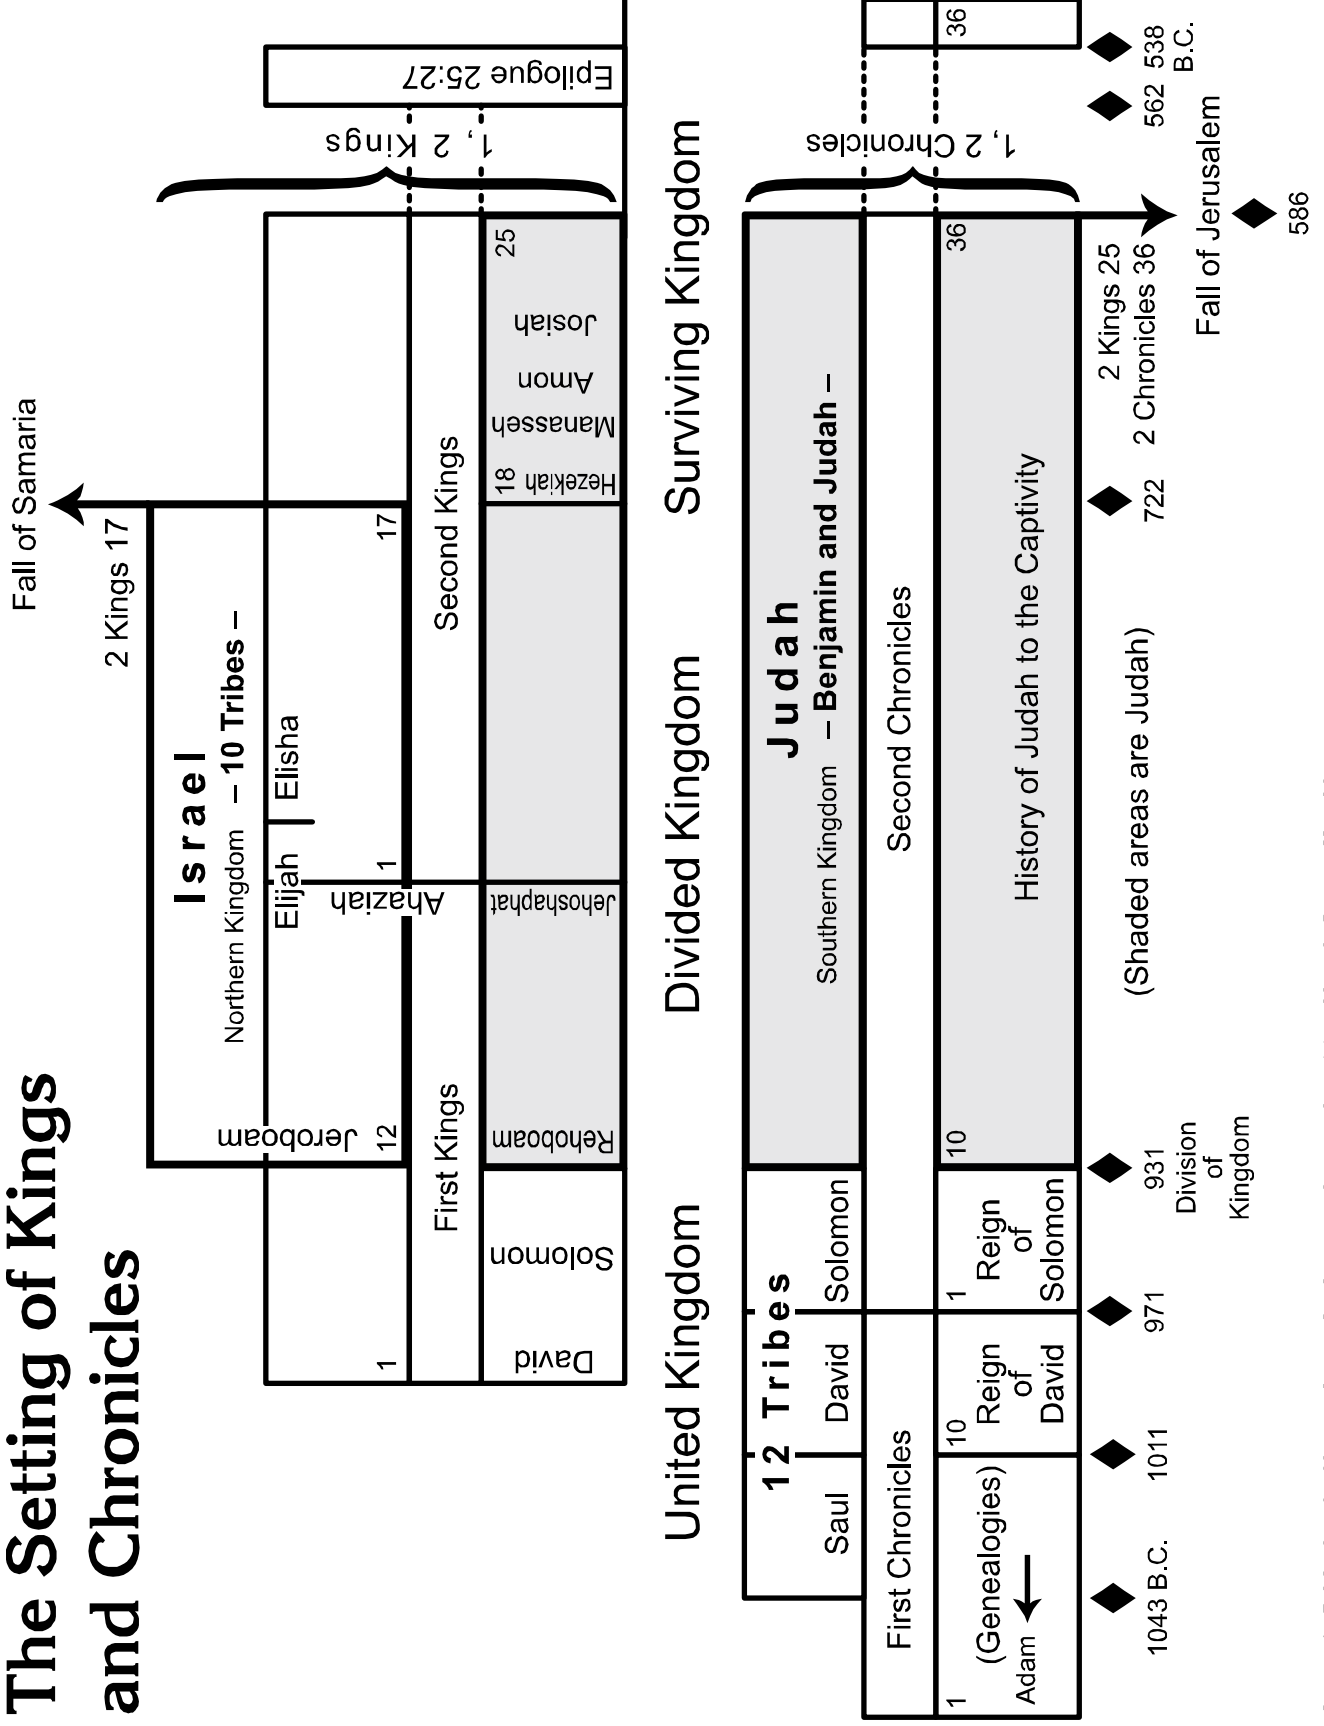 The Setting of Kings
and Chronicles
Fall of Samaria
2 Kings 17
Israel
Northern Kingdom – 10 Tribes –
Elijah
Elisha
Jeroboam
Ahaziah
1
12
1
17
First Kings
Second Kings
David
Solomon
Rehoboam
Jehoshaphat
18
Hezekiah
Manasseh
Amon
Josiah
25
1, 2 Kings
Epilogue 25:27
United Kingdom
Divided Kingdom
Surviving Kingdom
12 Tribes
Saul
David
Solomon
Judah
Southern Kingdom – Benjamin and Judah –
1, 2 Chronicles
First Chronicles
Second Chronicles
1
(Genealogies)
Adam
10
Reign
of
David
1
Reign
of
Solomon
10
History of Judah to the Captivity
36
36
1043 B.C.
1011
971
931
Division
of
Kingdom
(Shaded areas are Judah)
722
2 Kings 25
2 Chronicles 36
Fall of Jerusalem
586
562
538
B.C.